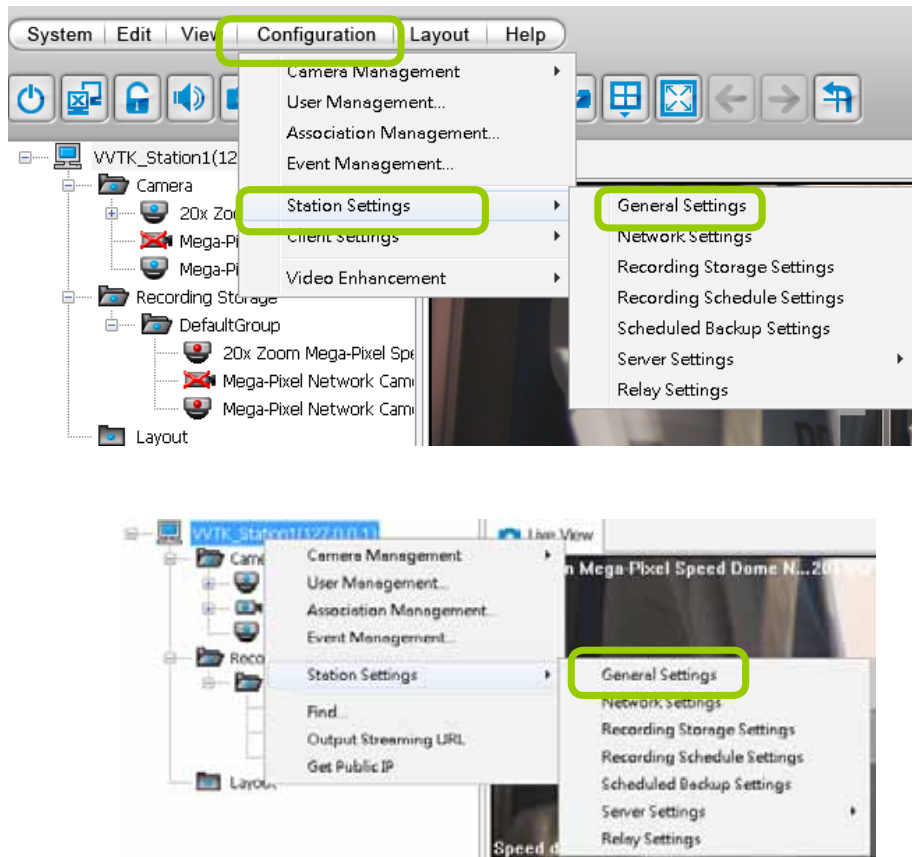 System Edit View Configuration Layout Help
Camera Management
User Management...
Association Management...
Event Management...
Station Settings
Client Settings
Video Enhancement
General Settings
Network Settings
Recording Storage Settings
Recording Schedule Settings
Scheduled Backup Settings
Server Settings
Relay Settings
VVTK_Station1(12
Camera
20x Zo
Mega-Pi
Mega-Pi
Recording Storage
DefaultGroup
20x Zoom Mega-Pixel Spe
Mega-Pixel Network Cam
Mega-Pixel Network Cam
Layout
VVTK_Station1(127.0.0.1)
Came
Reco
Layout
Live View
n Mega-Pixel Speed Dome N...20
Camera Management
User Management...
Association Management...
Event Management...
Station Settings
Find...
Output Streaming URL
Get Public IP
General Settings
Network Settings
Recording Storage Settings
Recording Schedule Settings
Scheduled Backup Settings
Server Settings
Relay Settings
Speed d